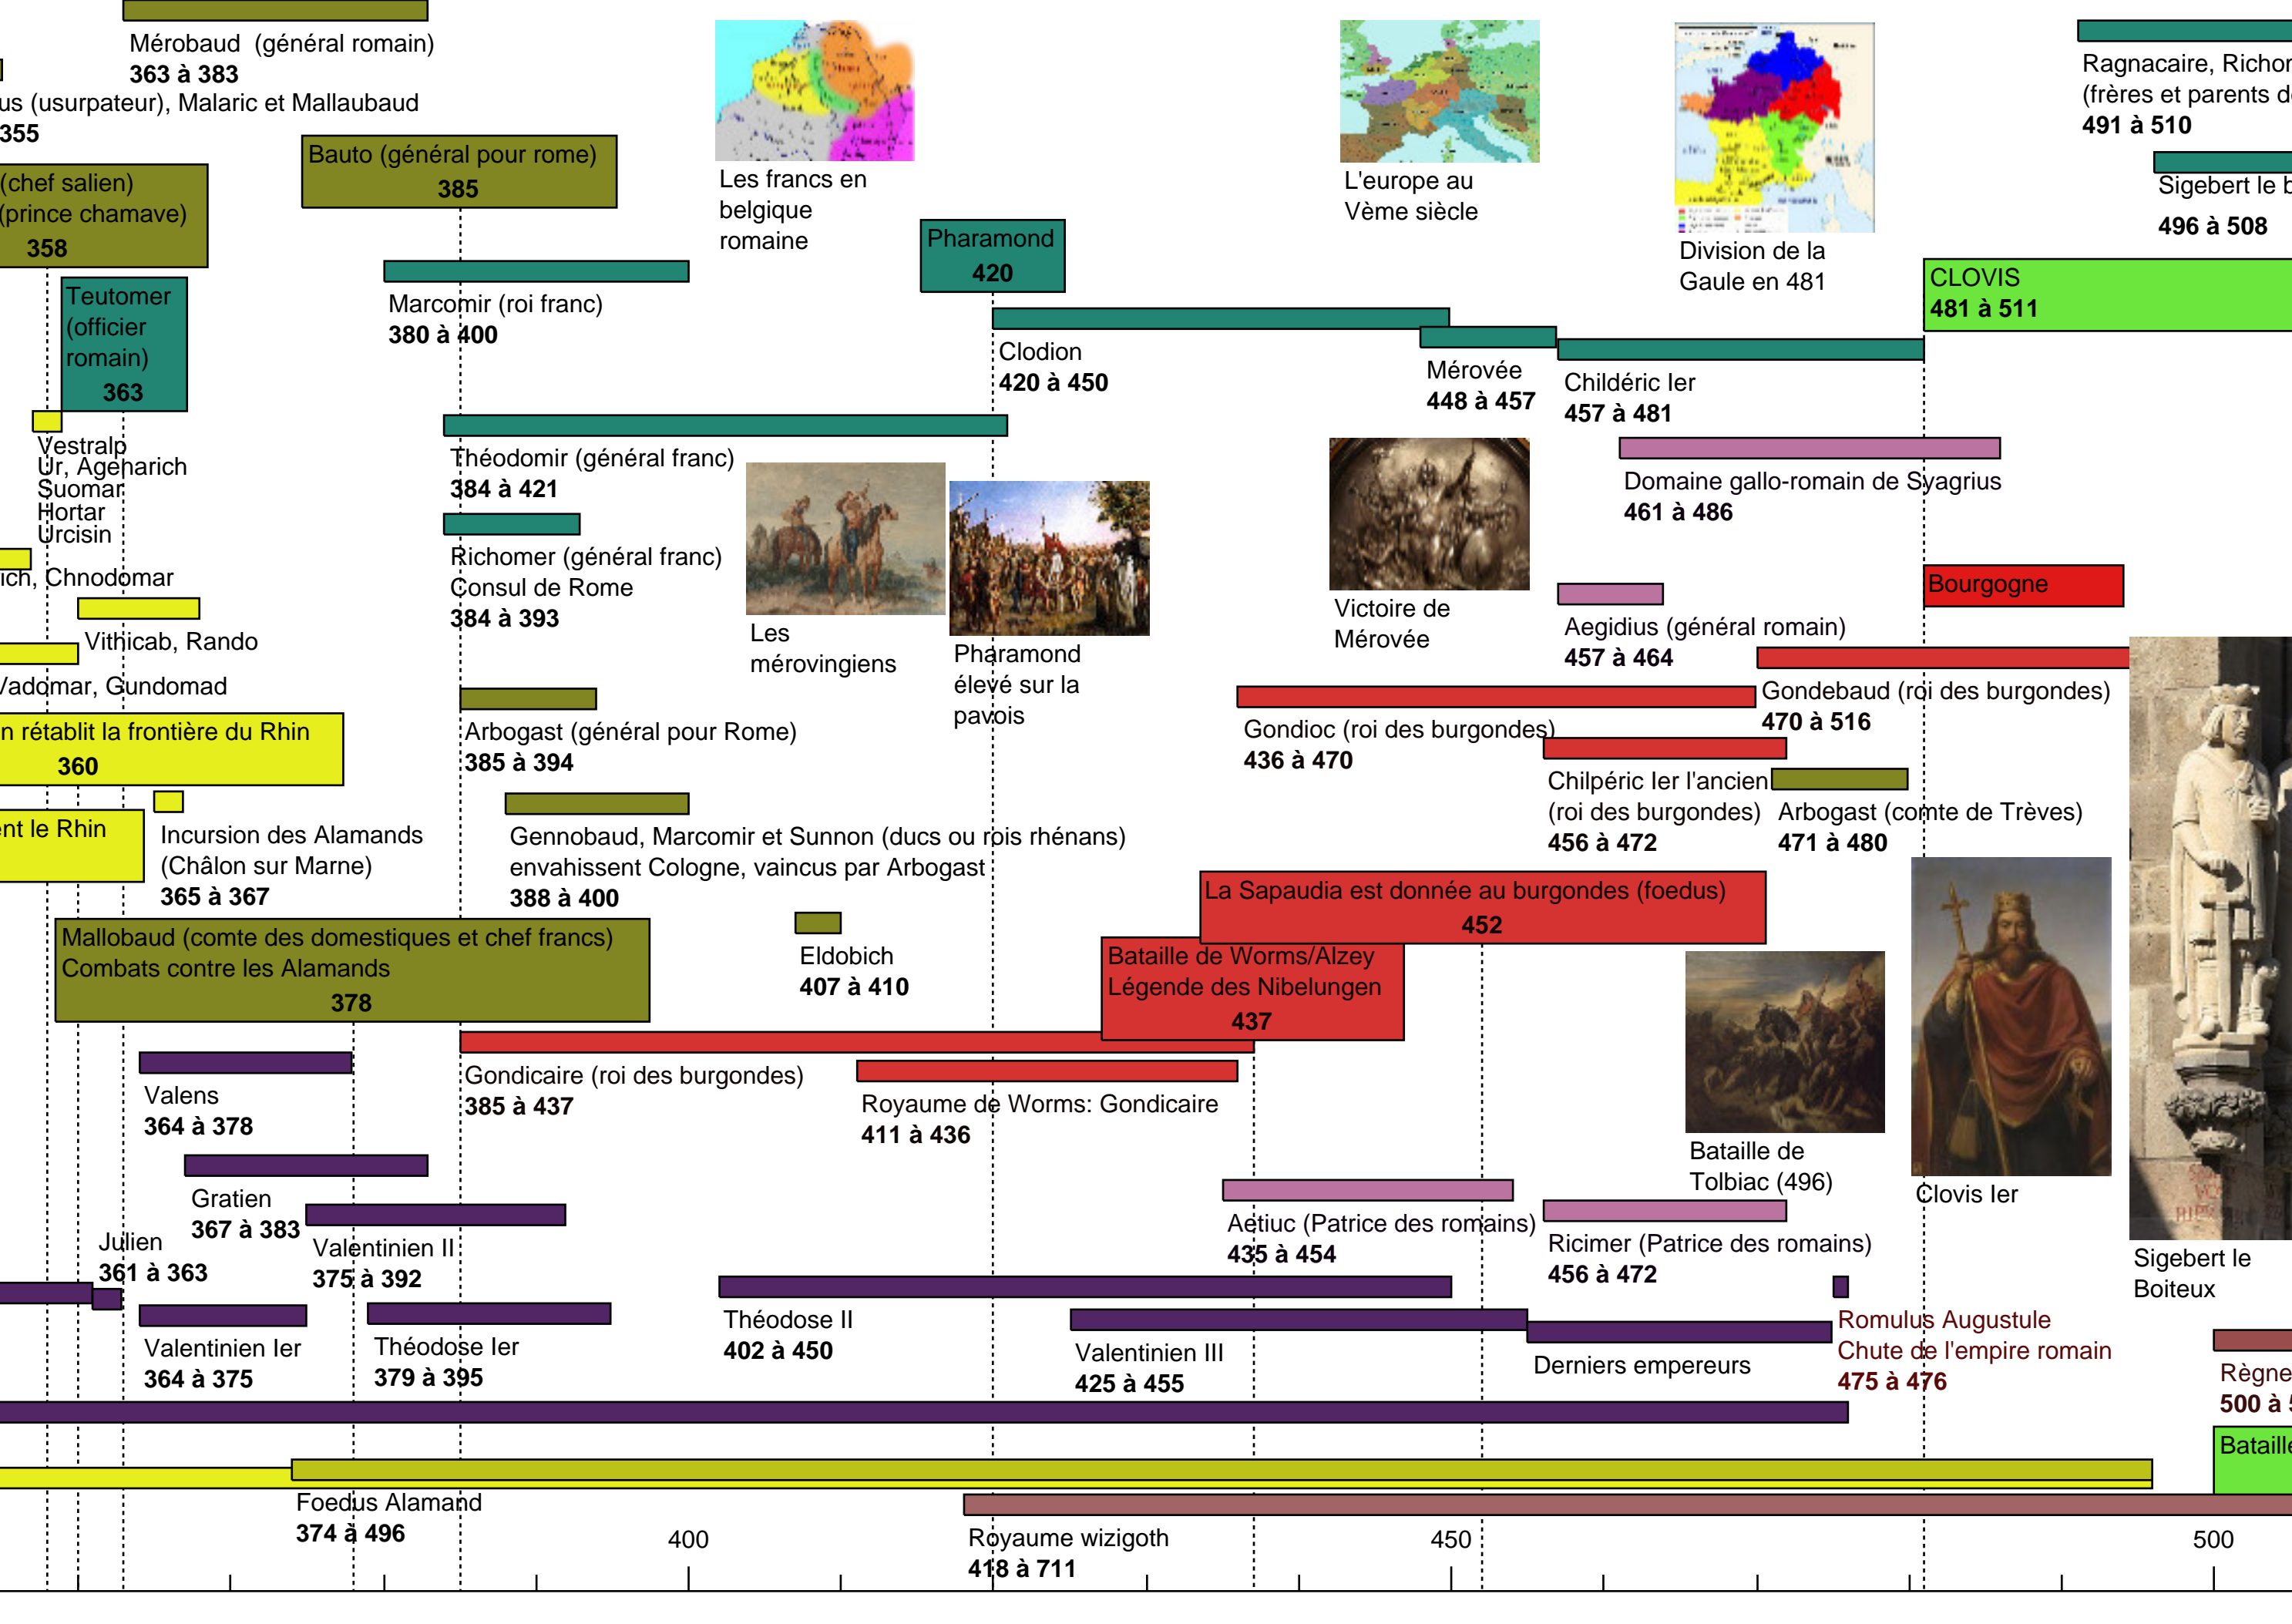 Mérobaud (général romain)
363 à 383
us (usurpateur), Malaric et Mallaubaud
355
Bauto (général pour rome)
385
(chef salien)
(prince chamave)
358
Teutomer
(officier
romain)
363
Marcomir (roi franc)
380 à 400
Les francs en
belgique
romaine
Pharamond
420
L'europe au
Vème siècle
Division de la
Gaule en 481
Ragnacaire, Richor
(frères et parents de
491 à 510
Sigebert le b
496 à 508
CLOVIS
481 à 511
Clodion
420 à 450
Mérovée
448 à 457
Childéric Ier
457 à 481
Vestralp
Ur, Agenarich
Suomar
Hortar
Urcisin
ich, Chnodomar
Vithicab, Rando
Vadomar, Gundomad
Théodomir (général franc)
384 à 421
Richomer (général franc)
Consul de Rome
384 à 393
Les
mérovingiens
Pharamond
élevé sur la
pavois
Victoire de
Mérovée
Domaine gallo-romain de Syagrius
461 à 486
Bourgogne
Aegidius (général romain)
457 à 464
Gondebaud (roi des burgondes)
470 à 516
Gondioc (roi des burgondes)
436 à 470
Chilpéric Ier l'ancien
(roi des burgondes)
456 à 472
Arbogast (comte de Trèves)
471 à 480
n rétablit la frontière du Rhin
360
Arbogast (général pour Rome)
385 à 394
nt le Rhin
Incursion des Alamands
(Châlon sur Marne)
365 à 367
Gennobaud, Marcomir et Sunnon (ducs ou rois rhénans)
envahissent Cologne, vaincus par Arbogast
388 à 400
La Sapaudia est donnée au burgondes (foedus)
452
Mallobaud (comte des domestiques et chef francs)
Combats contre les Alamands
378
Eldobich
407 à 410
Bataille de Worms/Alzey
Légende des Nibelungen
437
Valens
364 à 378
Gondicaire (roi des burgondes)
385 à 437
Royaume de Worms: Gondicaire
411 à 436
Bataille de
Tolbiac (496)
Clovis Ier
Sigebert le
Boiteux
Gratien
367 à 383
Julien
361 à 363
Valentinien II
375 à 392
Aetiuc (Patrice des romains)
435 à 454
Ricimer (Patrice des romains)
456 à 472
Valentinien Ier
364 à 375
Théodose Ier
379 à 395
Théodose II
402 à 450
Valentinien III
425 à 455
Derniers empereurs
Romulus Augustule
Chute de l'empire romain
475 à 476
Règne
500 à
Bataille
Foedus Alamand
374 à 496
Royaume wizigoth
418 à 711
400
450
500